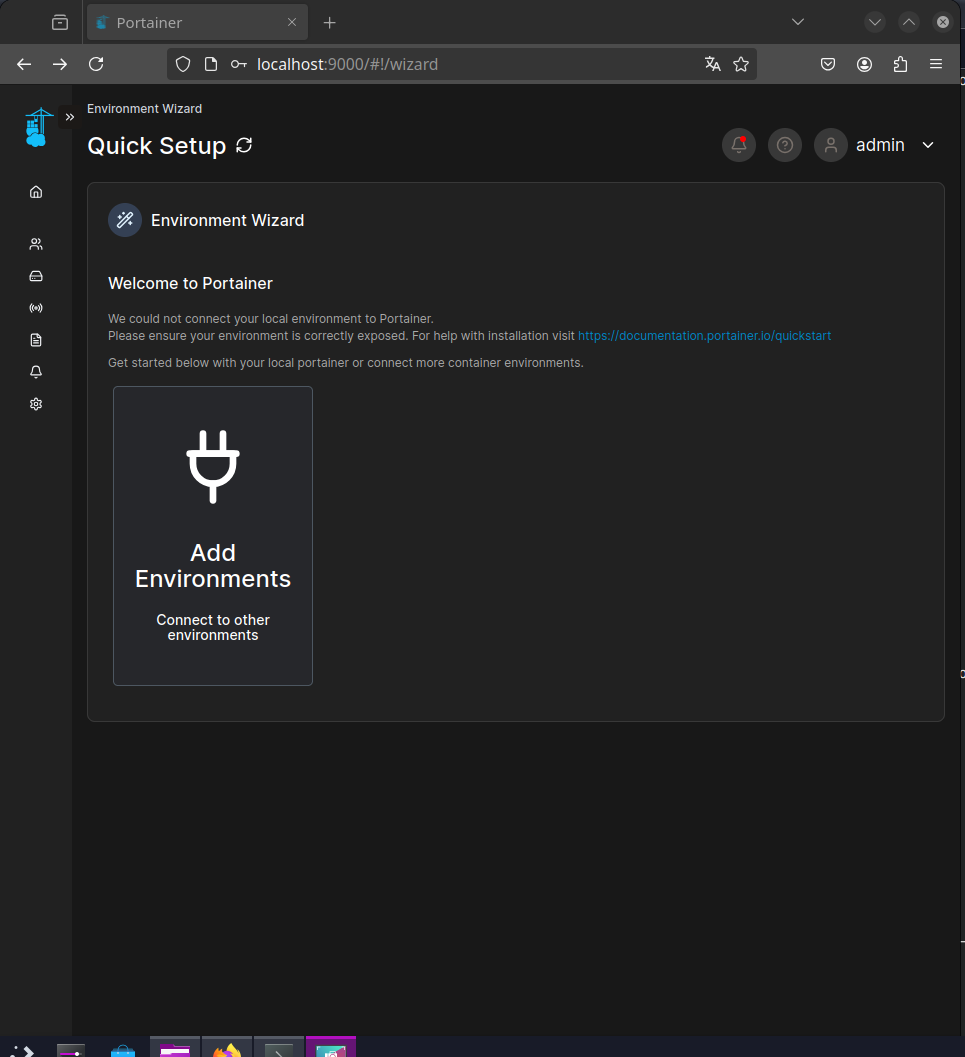 Portainer
localhost:9000/#!/wizard
Environment Wizard
Quick Setup
admin
Environment Wizard
Welcome to Portainer
We could not connect your local environment to Portainer.
Please ensure your environment is correctly exposed. For help with installation visit https://documentation.portainer.io/quickstart
Get started below with your local portainer or connect more container environments.
Add
Environments
Connect to other
environments